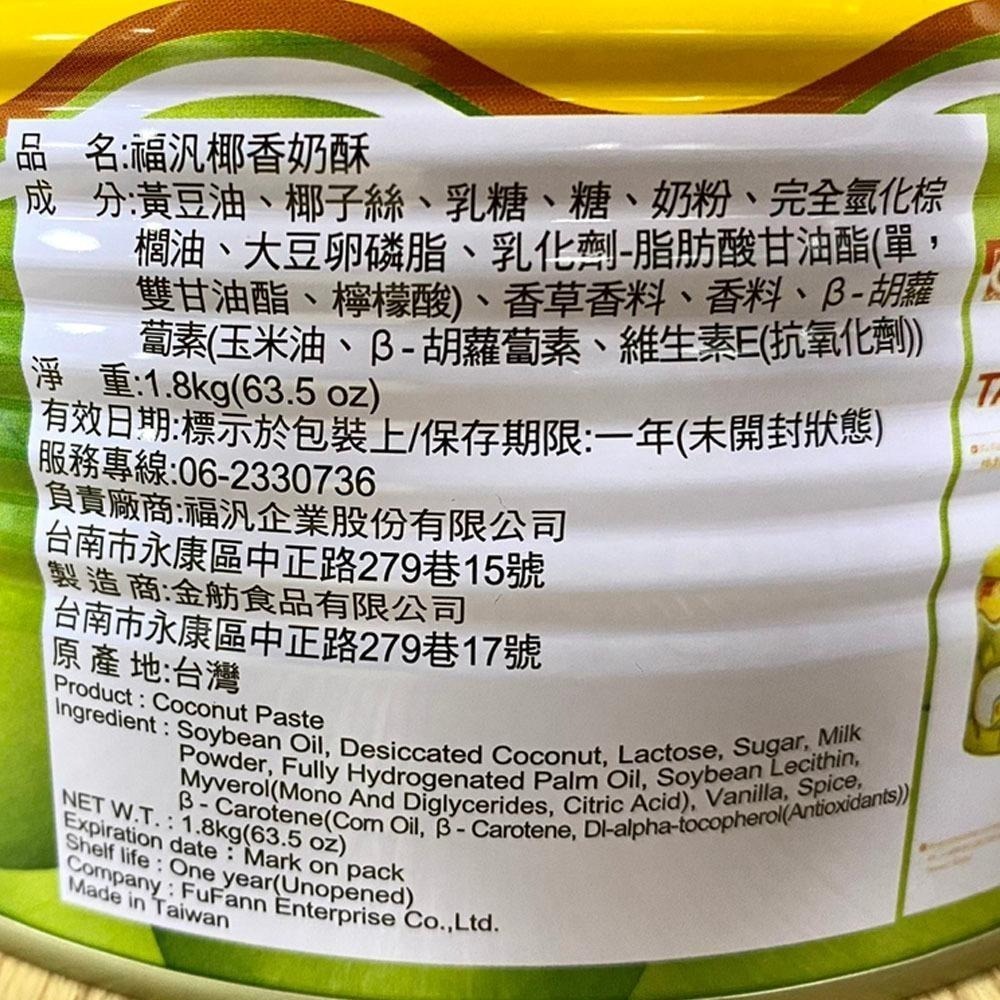 品 名:福汎椰香奶酥
成 分:黃豆油、椰子絲、乳糖、糖、奶粉、完全氫化棕
櫚油、大豆卵磷脂、乳化劑-脂肪酸甘油酯(單,
雙甘油酯、檸檬酸)、香草香料、香料、β-胡蘿
蔔素(玉米油、β-胡蘿蔔素、維生素E(抗氧化劑))
淨 重:1.8kg(63.5 oz)
有效日期:標示於包裝上/保存期限:一年(未開封狀態)
服務專線:06-2330736
負責廠商:福汎企業股份有限公司
台南市永康區中正路279巷15號
製造商:金舫食品有限公司
台南市永康區中正路279巷17號
原產地:台灣
Product : Coconut Paste
Ingredient : Soybean Oil, Desiccated Coconut, Lactose, Sugar, Milk
Powder, Fully Hydrogenated Palm Oil, Soybean Lecithin,
Myverol(Mono And Diglycerides, Citric Acid), Vanilla, Spice,
β - Carotene(Corn Oil, β - Carotene, Dl-alpha-tocopherol(Antioxidants))
NET W.T. : 1.8kg(63.5 oz)
Expiration date : Mark on pack
Shelf life : One year(Unopened)
Company : FuFann Enterprise Co.,Ltd.
Made in Taiwan
TA